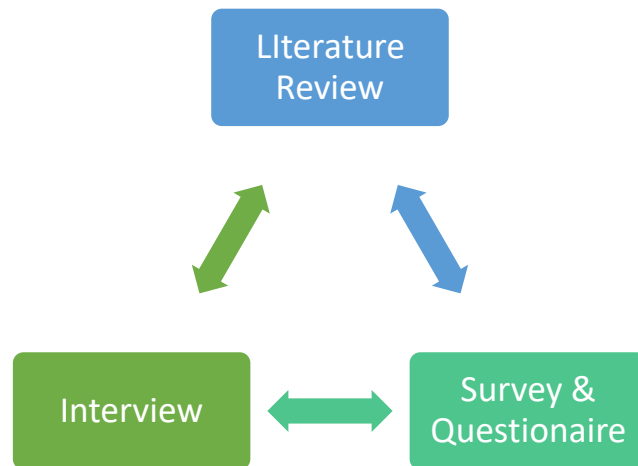 LIterature
Review
Interview
Survey &
Questionaire